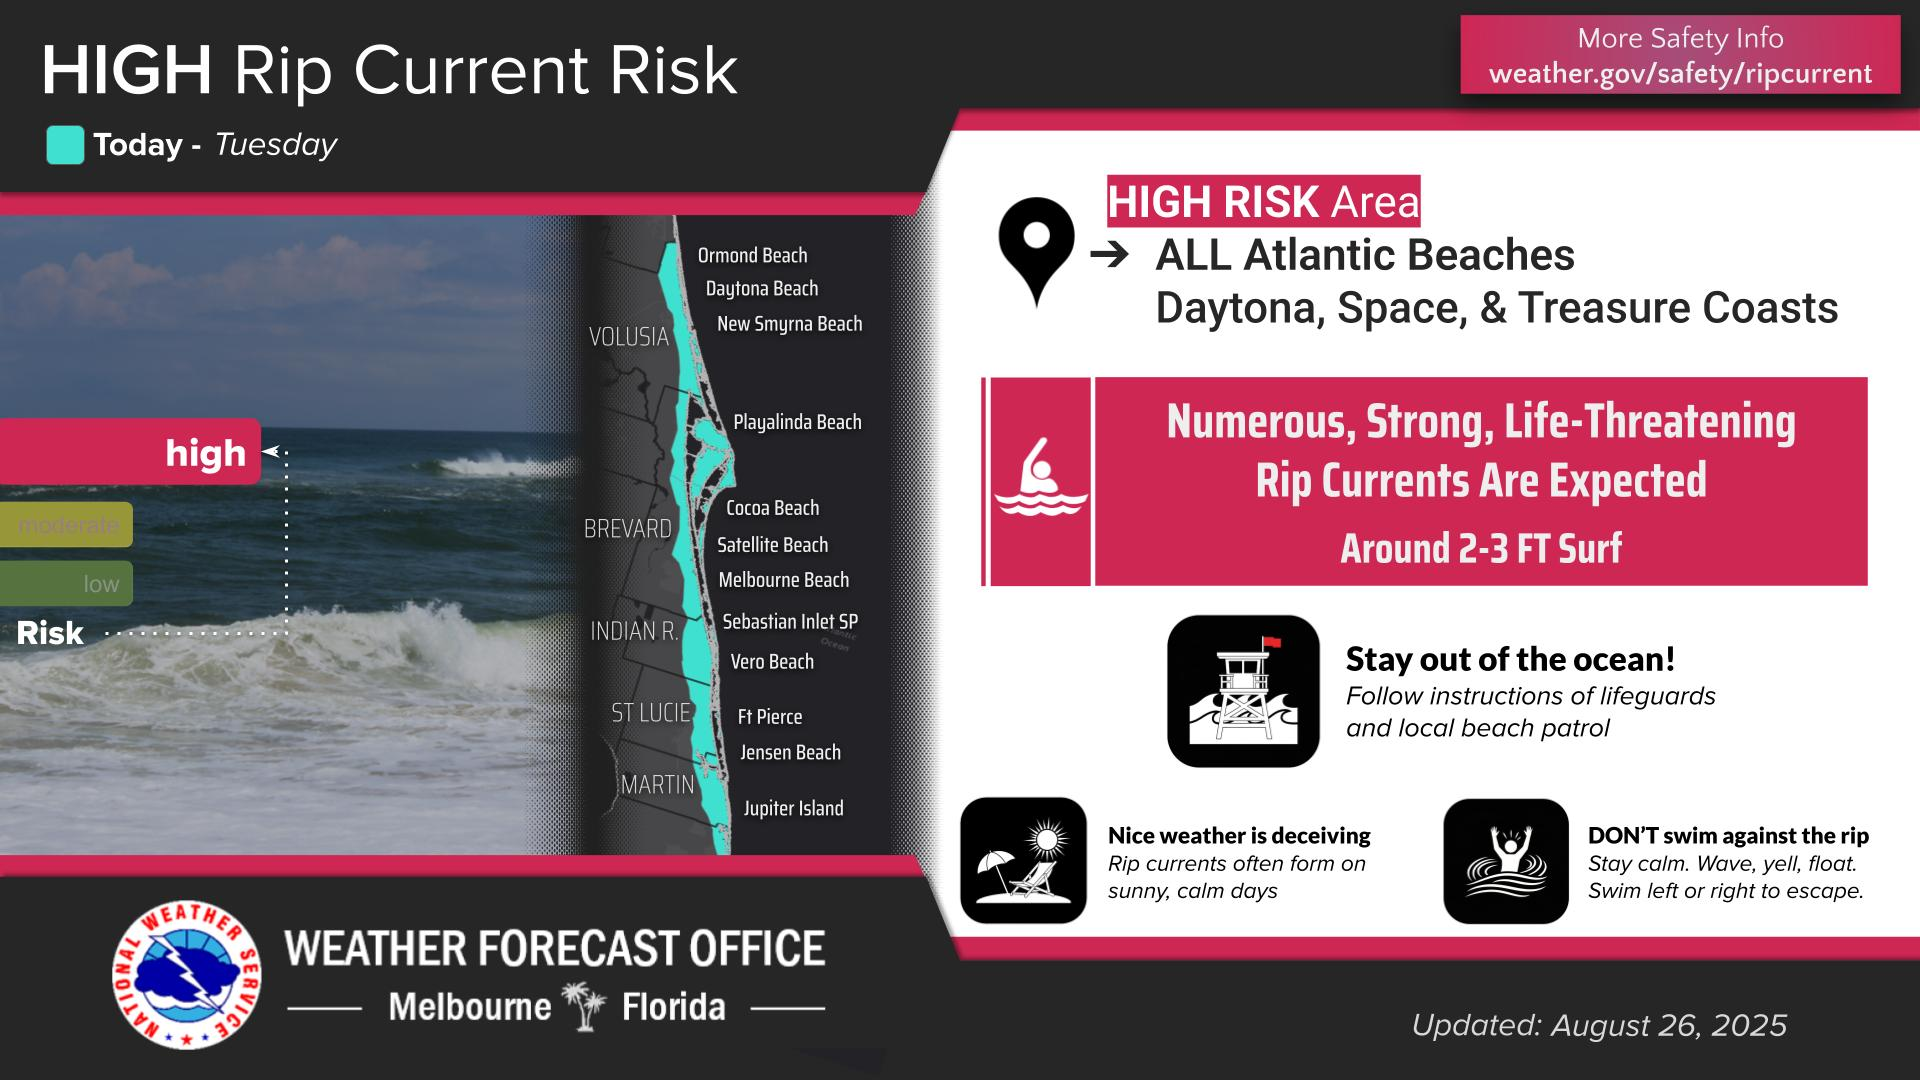 HIGH Rip Current Risk
Today - Tuesday
More Safety Info
weather.gov/safety/ripcurrent
high
moderate
low
Risk
Ormond Beach
Daytona Beach
New Smyrna Beach
VOLUSIA
Playalinda Beach
Cocoa Beach
BREVARD
Satellite Beach
Melbourne Beach
Sebastian Inlet SP
INDIAN R.
Atlantic
Ocean
Vero Beach
ST LUCIE
Ft Pierce
Jensen Beach
MARTIN
Jupiter Island
HIGH RISK Area
➔ ALL Atlantic Beaches
Daytona, Space, & Treasure Coasts
Numerous, Strong, Life-Threatening
Rip Currents Are Expected
Around 2-3 FT Surf
Stay out of the ocean!
Follow instructions of lifeguards
and local beach patrol
Nice weather is deceiving
Rip currents often form on
sunny, calm days
DON'T swim against the rip
Stay calm. Wave, yell, float.
Swim left or right to escape.
NATIONAL WEATHER SERVICE
WEATHER FORECAST OFFICE
Melbourne Florida
Updated: August 26, 2025